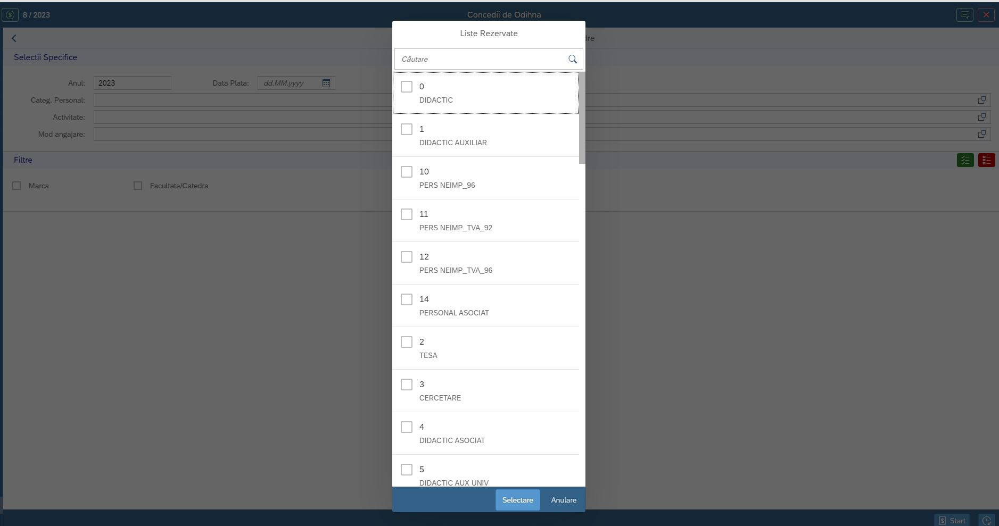 8 / 2023
Concedii de Odihna
Selectii Specifice
Anul:
2023
Data Plata:
dd.MM.yyyy
Categ. Personal:
Activitate:
Mod angajare:
Filtre
Marca
Facultate/Catedra
Liste Rezervate
Căutare
0
DIDACTIC
1
DIDACTIC AUXILIAR
10
PERS NEIMP_96
11
PERS NEIMP_TVA_92
12
PERS NEIMP_TVA_96
14
PERSONAL ASOCIAT
2
TESA
3
CERCETARE
4
DIDACTIC ASOCIAT
5
DIDACTIC AUX UNIV
Selectare
Anulare
Start